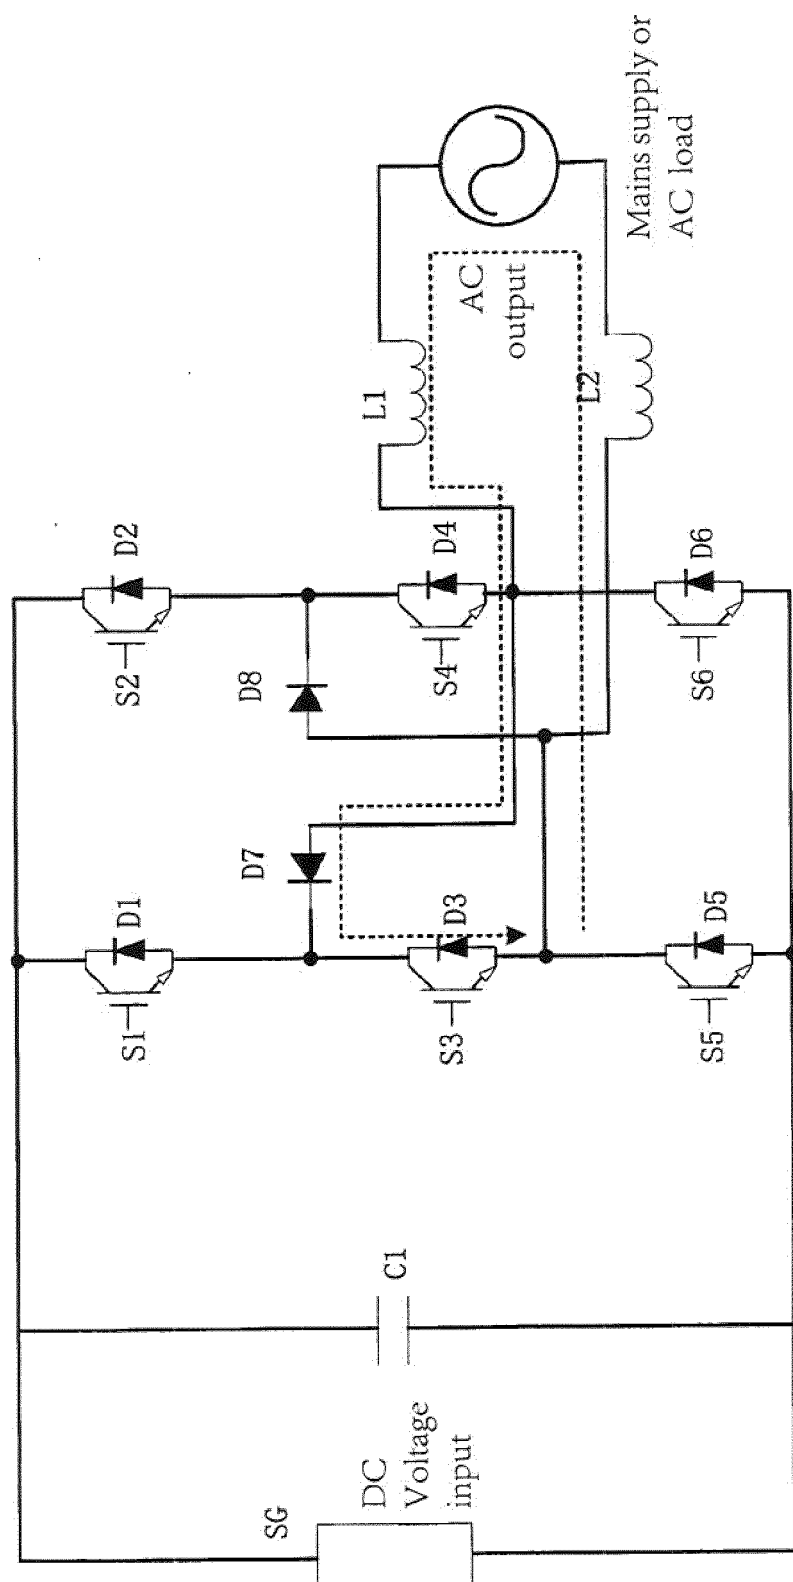 SG
DC
Voltage
input
C1
S1
D1
S3
D3
S5
D5
D7
D8
S2
D2
S4
D4
S6
D6
L1
L2
AC
output
Mains supply or
AC load